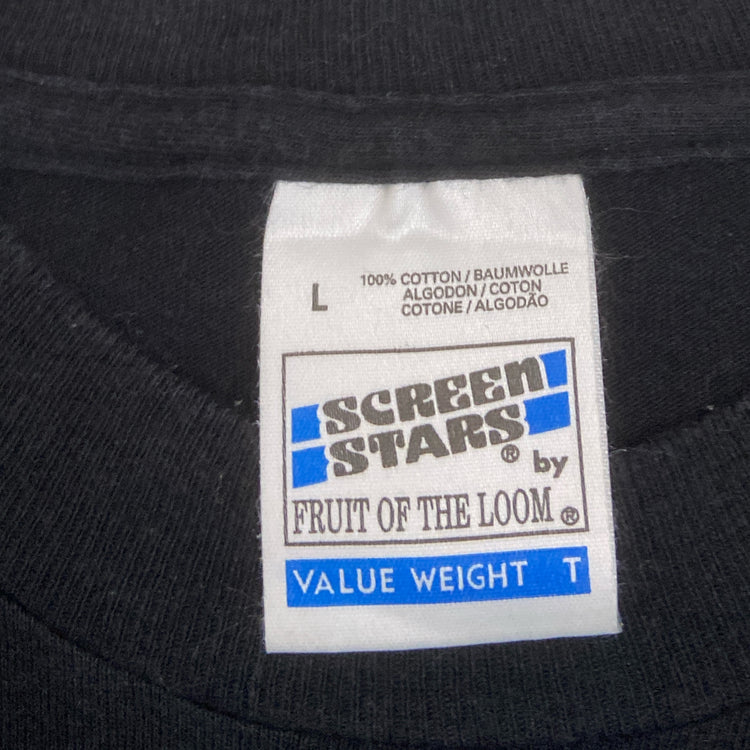 L
100% COTTON / BAUMWOLLE
ALGODON / COTON
COTONE / ALGODÃO
SCREEN
STARS ®
by
FRUIT OF THE LOOM ®
VALUE WEIGHT T